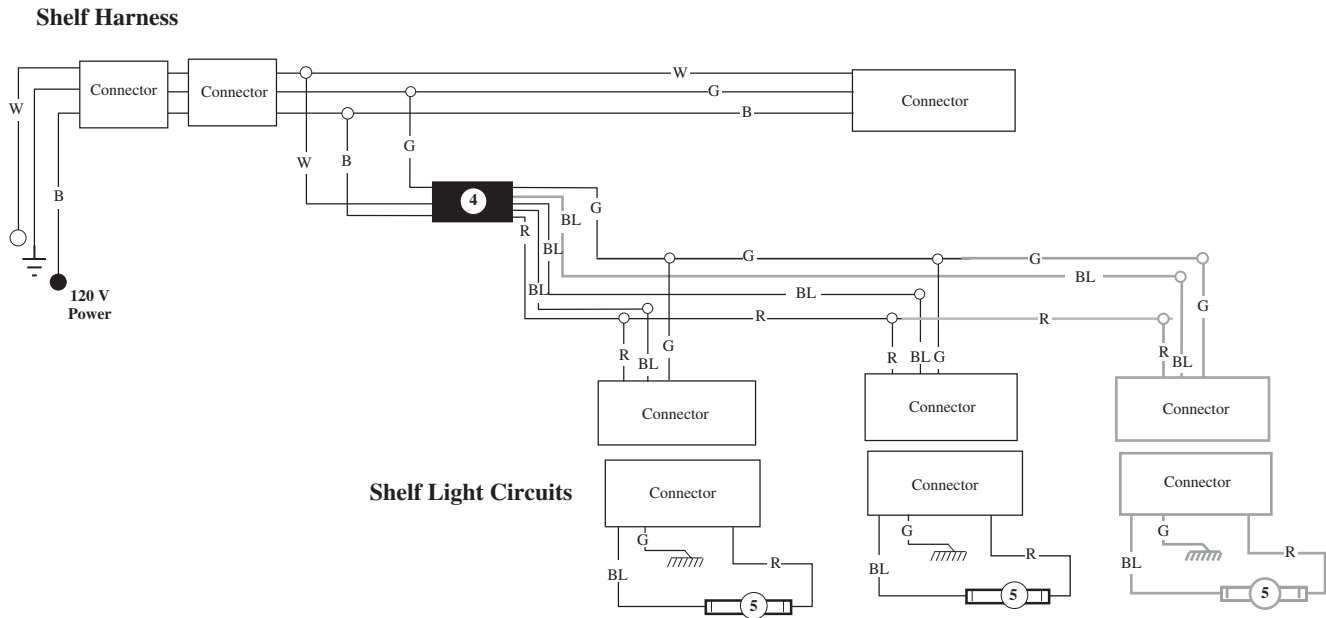 Shelf Harness
W
G
B
Connector
Connector
Connector
W
B
W
B
G
4
120 V
Power
R
BL
BL
BL
G
G
G
BL
BL
R
R
G
R
BL
G
R
BL
G
R
BL
Connector
Connector
Connector
Shelf Light Circuits
Connector
Connector
Connector
G
BL
R
5
G
BL
R
5
G
BL
R
5